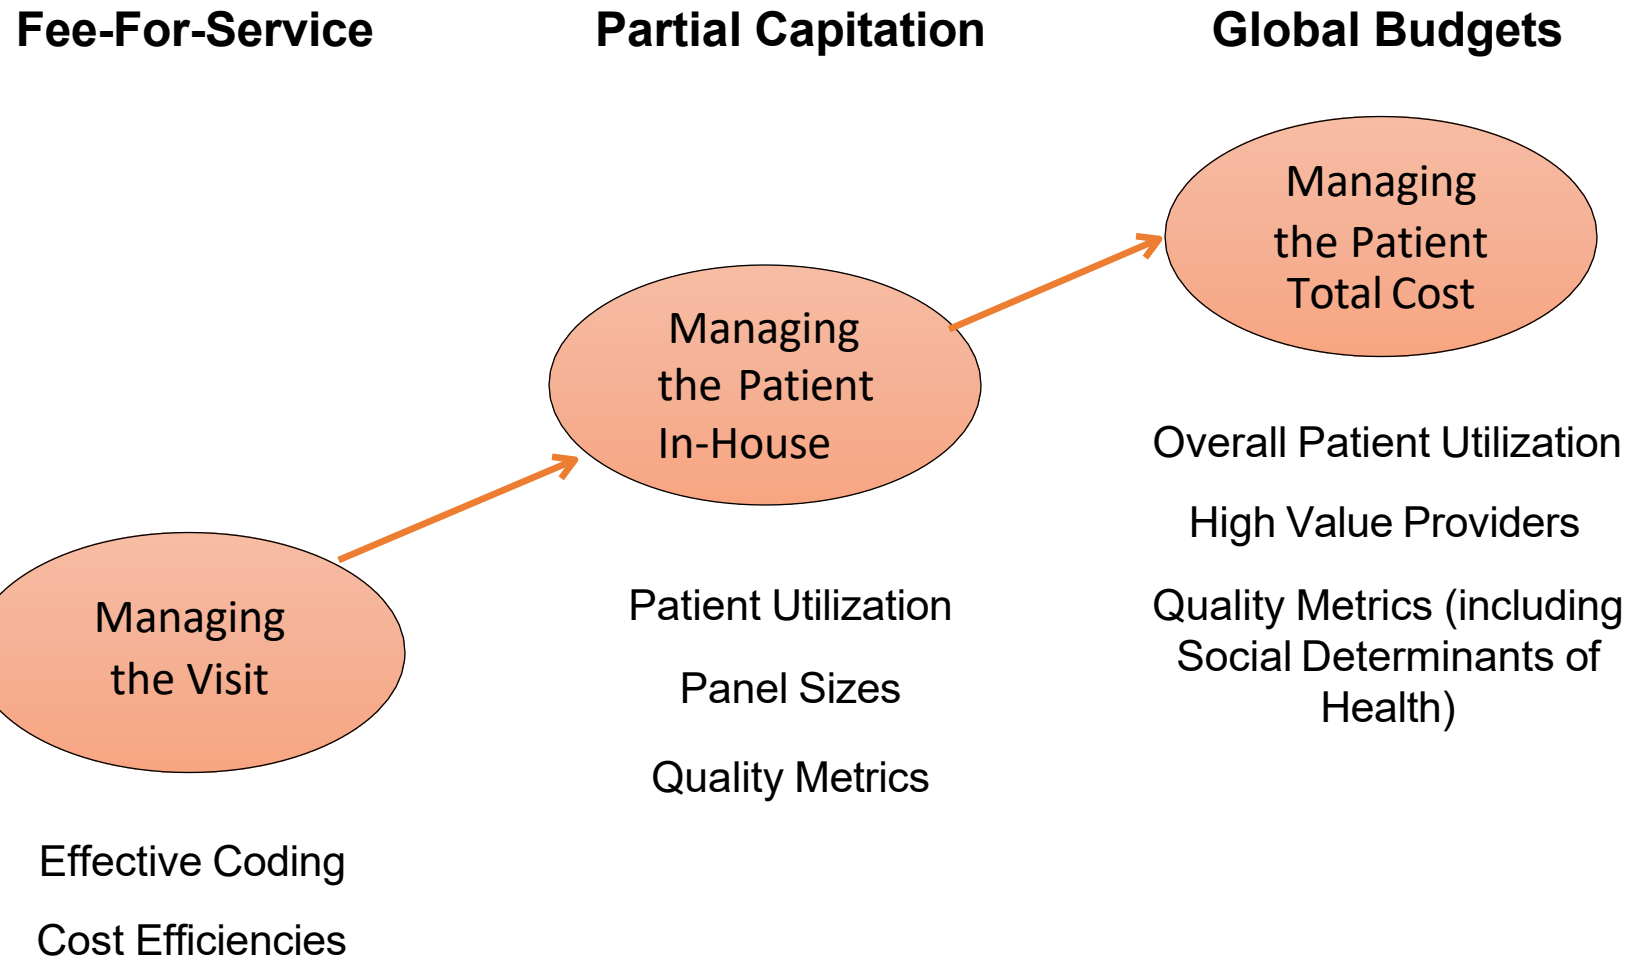 Fee-For-Service
Partial Capitation
Global Budgets
Managing
the Visit
Effective Coding
Cost Efficiencies
Managing
the Patient
In-House
Patient Utilization
Panel Sizes
Quality Metrics
Managing
the Patient
Total Cost
Overall Patient Utilization
High Value Providers
Quality Metrics (including
Social Determinants of
Health)